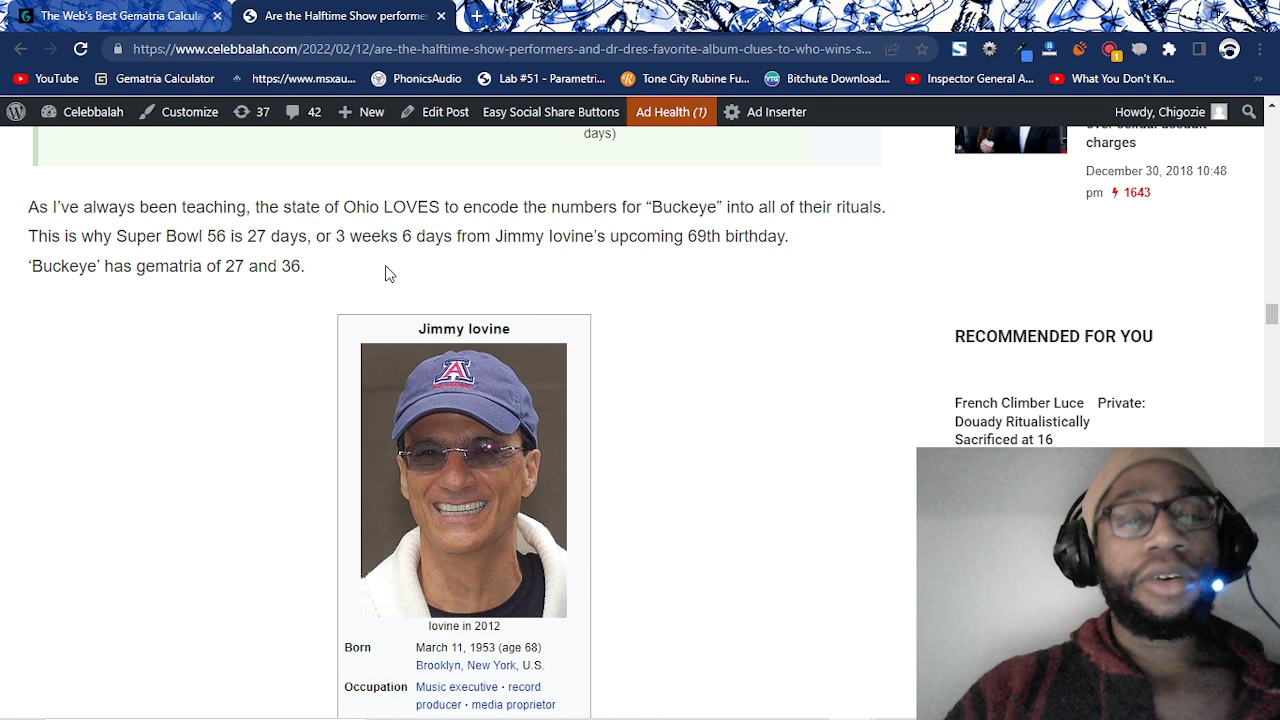 The Web's Best Gematria Calcula
Are the Halftime Show performer
https://www.celebbalah.com/2022/02/12/are-the-halftime-show-performers-and-dr-dres-favorite-album-clues-to-who-wins-s...
YouTube
Gematria Calculator
https://www.msxau...
PhonicsAudio
Lab #51 - Parametri...
Tone City Rubine Fu...
Bitchute Download...
Inspector General A...
What You Don't Kn...
Celebbalah
Customize
37
42
New
Edit Post
Easy Social Share Buttons
Ad Health (1)
Ad Inserter
Howdy, Chigozie
days)
As I've always been teaching, the state of Ohio LOVES to encode the numbers for “Buckeye” into all of their rituals.
This is why Super Bowl 56 is 27 days, or 3 weeks 6 days from Jimmy Iovine's upcoming 69th birthday.
‘Buckeye’ has gematria of 27 and 36.
Jimmy Iovine
A
Iovine in 2012
Born
March 11, 1953 (age 68)
Brooklyn, New York, U.S.
Occupation
Music executive · record
producer · media proprietor
over sexual assault
charges
December 30, 2018 10:48
pm
1643
RECOMMENDED FOR YOU
French Climber Luce
Douady Ritualistically
Sacrificed at 16
Private: